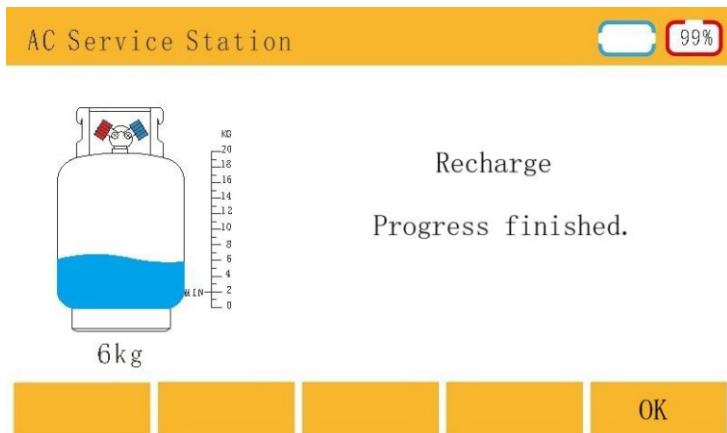 AC Service Station
99%
KG
20
18
16
14
12
10
8
6
4
MIN 2
0
6kg
Recharge
Progress finished.
OK